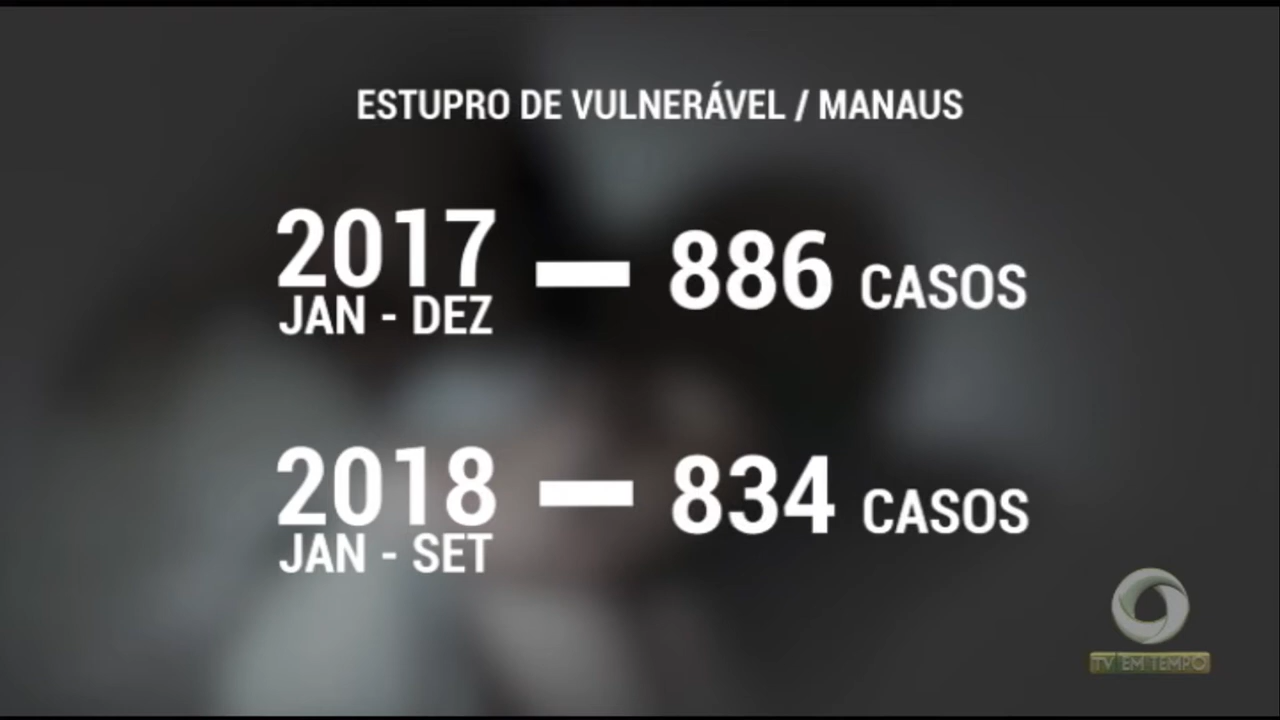 ESTUPRO DE VULNERÁVEL / MANAUS
2017 — 886 CASOS
JAN - DEZ
2018 — 834 CASOS
JAN - SET
TV EM TEMPO